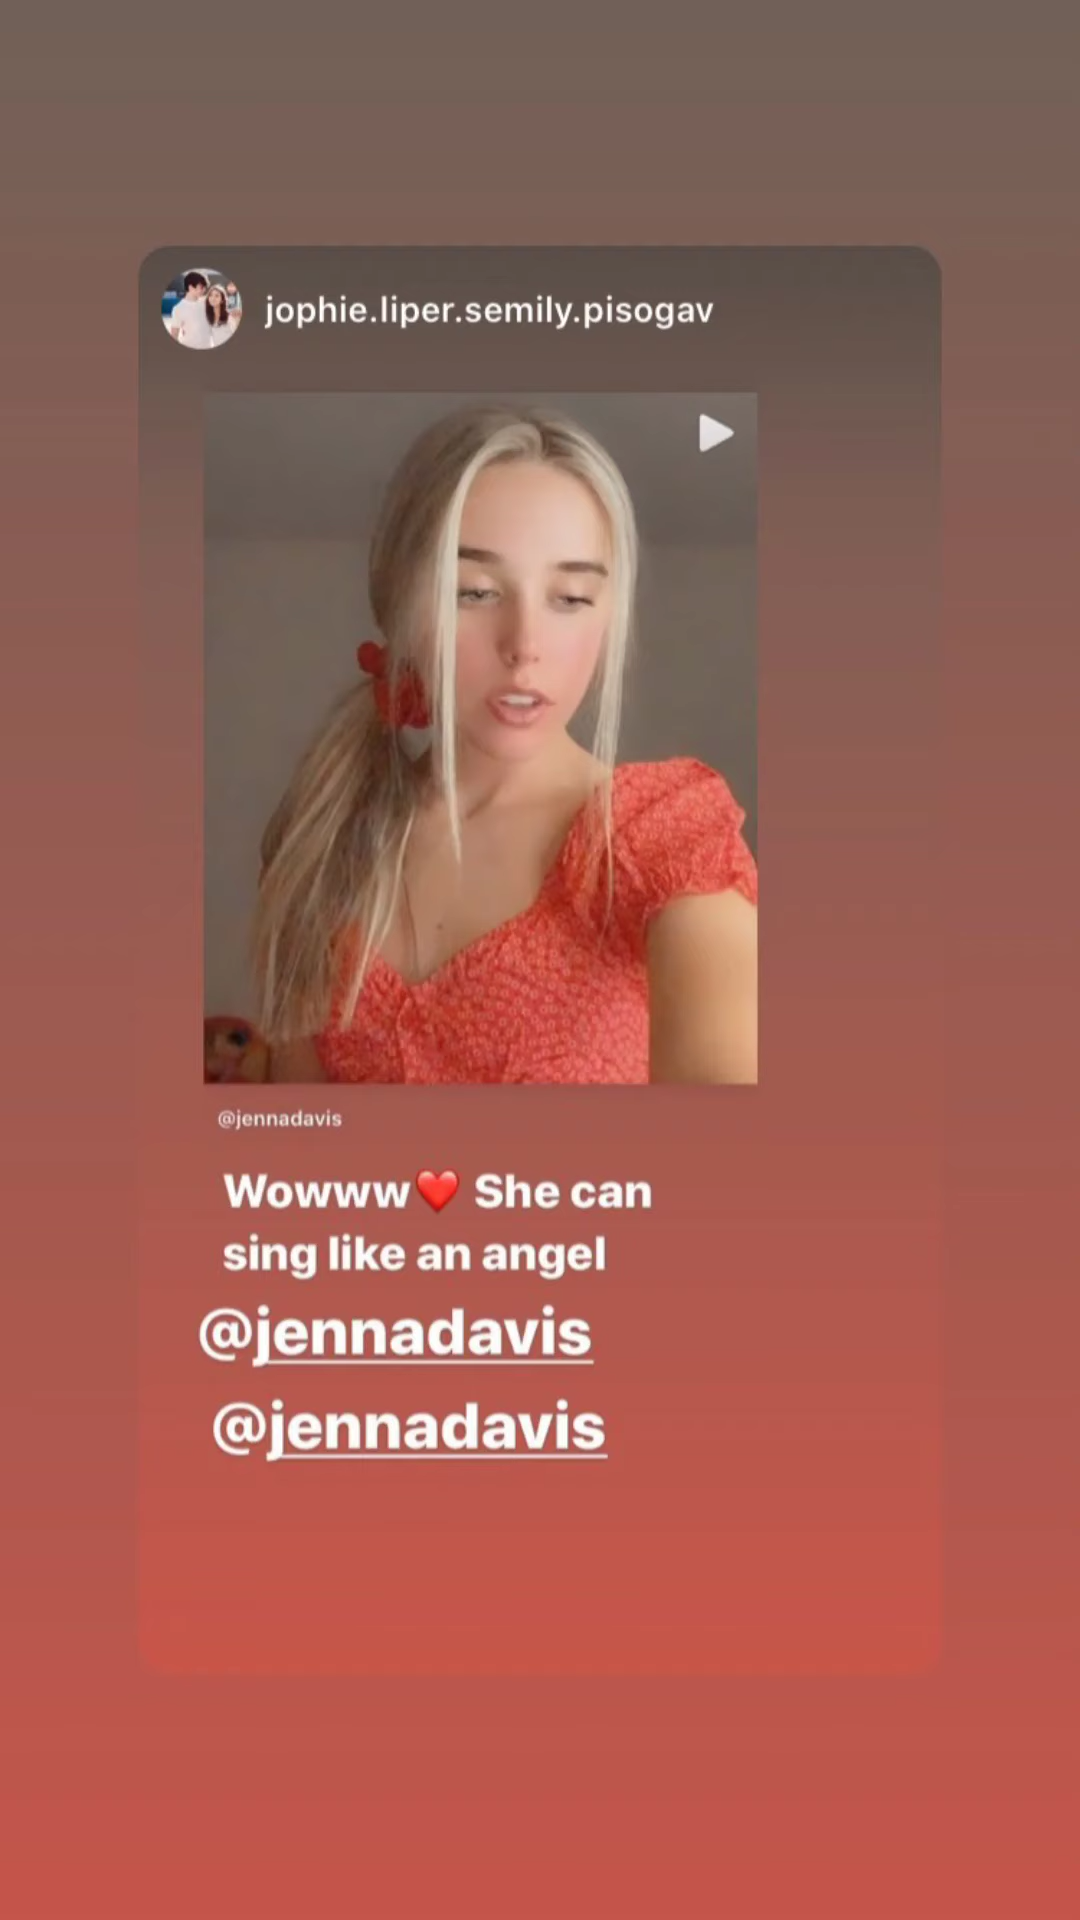 jophie.liper.semily.pisogav
@jennadavis
Wowww❤️ She can
sing like an angel
@jennadavis
@jennadavis